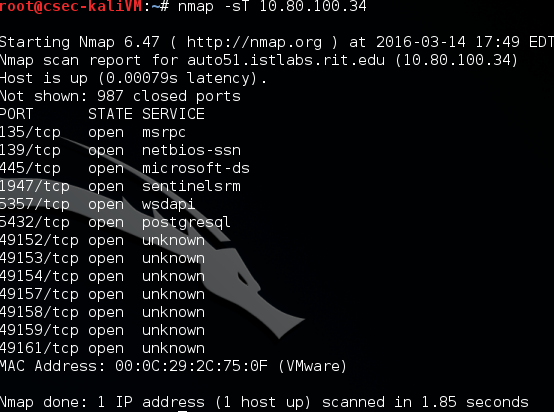 root@csec-kaliVM:~# nmap -sT 10.80.100.34

Starting Nmap 6.47 ( http://nmap.org ) at 2016-03-14 17:49 EDT
Nmap scan report for auto51.istlabs.rit.edu (10.80.100.34)
Host is up (0.00079s latency).
Not shown: 987 closed ports
PORT      STATE SERVICE
135/tcp   open  msrpc
139/tcp   open  netbios-ssn
445/tcp   open  microsoft-ds
1947/tcp  open  sentinelsrm
5357/tcp  open  wsdapi
5432/tcp  open  postgresql
49152/tcp open  unknown
49153/tcp open  unknown
49154/tcp open  unknown
49157/tcp open  unknown
49158/tcp open  unknown
49159/tcp open  unknown
49161/tcp open  unknown
MAC Address: 00:0C:29:2C:75:0F (VMware)

Nmap done: 1 IP address (1 host up) scanned in 1.85 seconds